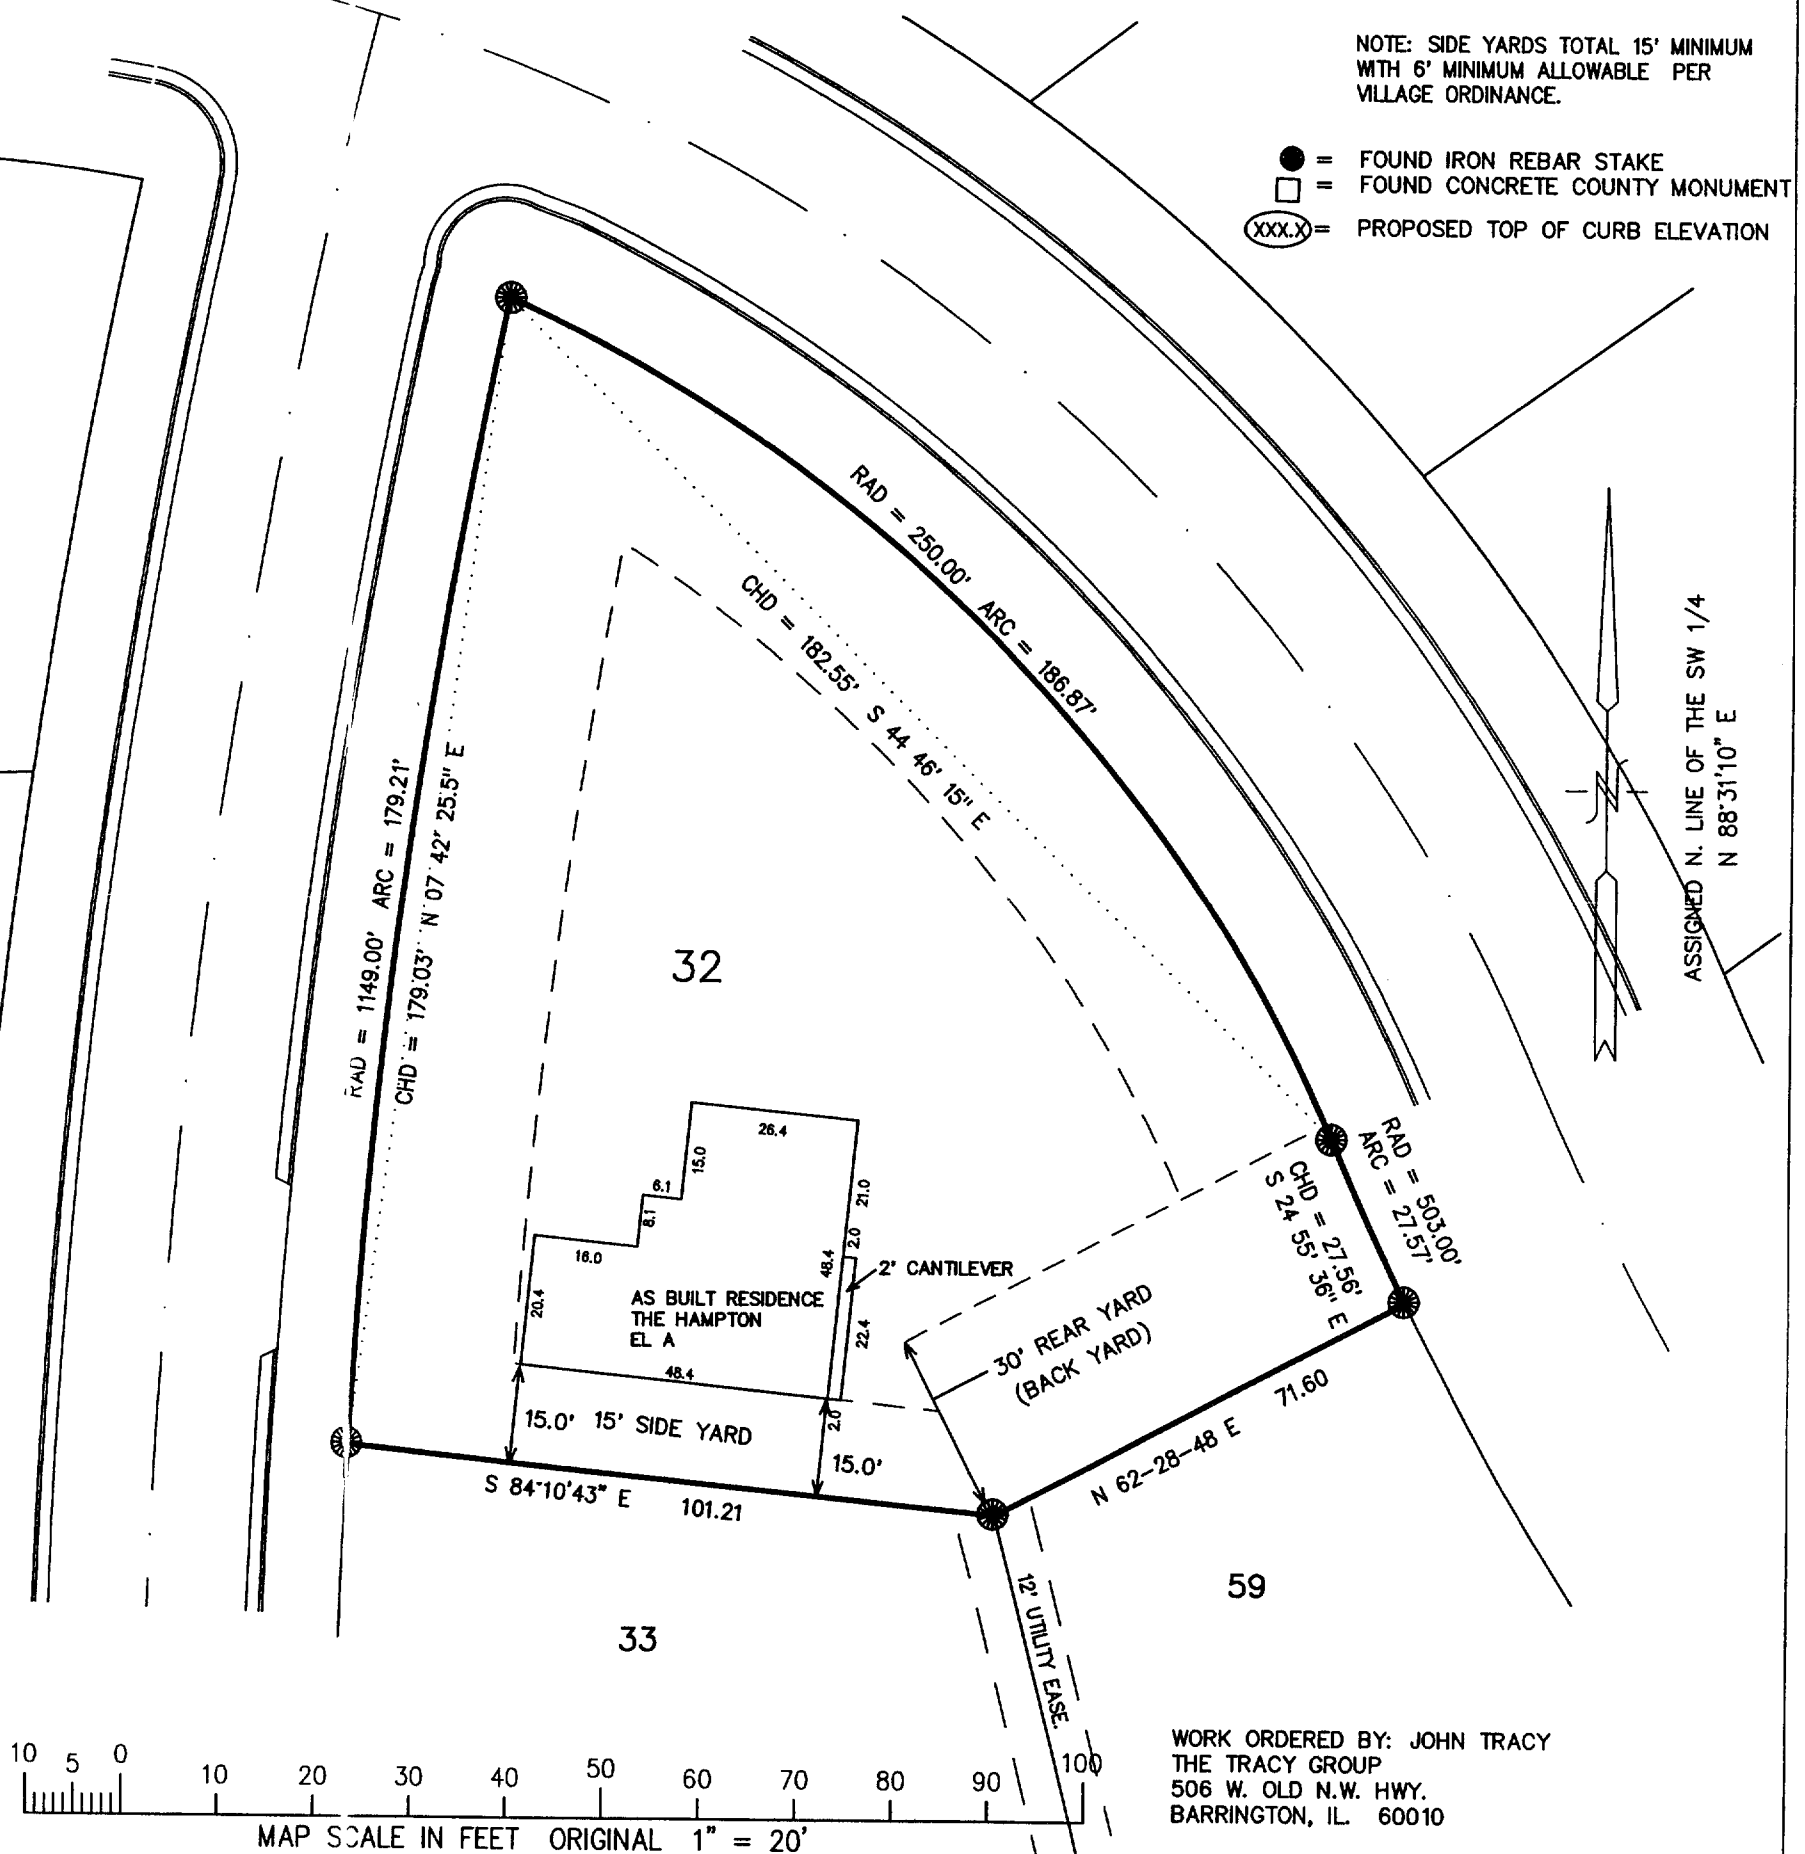 NOTE: SIDE YARDS TOTAL 15' MINIMUM
WITH 6' MINIMUM ALLOWABLE PER
VILLAGE ORDINANCE.
= FOUND IRON REBAR STAKE
= FOUND CONCRETE COUNTY MONUMENT
XXX.X = PROPOSED TOP OF CURB ELEVATION
RAD = 250.00' ARC = 186.87'
CHD = 182.55' S 44 46' 15" E
RAD = 1149.00' ARC = 179.21'
CHD = 179.03' N 07 42' 25.5" E
ASSIGNED N. LINE OF THE SW 1/4
N 88°31'10" E
N
32
26.4
15.0
6.1
8.1
16.0
20.4
21.0
2.0
48.4
22.4
2' CANTILEVER
AS BUILT RESIDENCE
THE HAMPTON
EL A
48.4
2.0
15.0' 15' SIDE YARD
15.0'
RAD = 503.00'
ARC = 27.57'
CHD = 27.56'
S 24 55' 36" E
30' REAR YARD
(BACK YARD)
71.60
N 62-28-48 E
S 84°10'43" E 101.21
12' UTILITY EASE.
59
33
10 5 0 10 20 30 40 50 60 70 80 90 100
MAP SCALE IN FEET ORIGINAL 1" = 20'
WORK ORDERED BY: JOHN TRACY
THE TRACY GROUP
506 W. OLD N.W. HWY.
BARRINGTON, IL. 60010